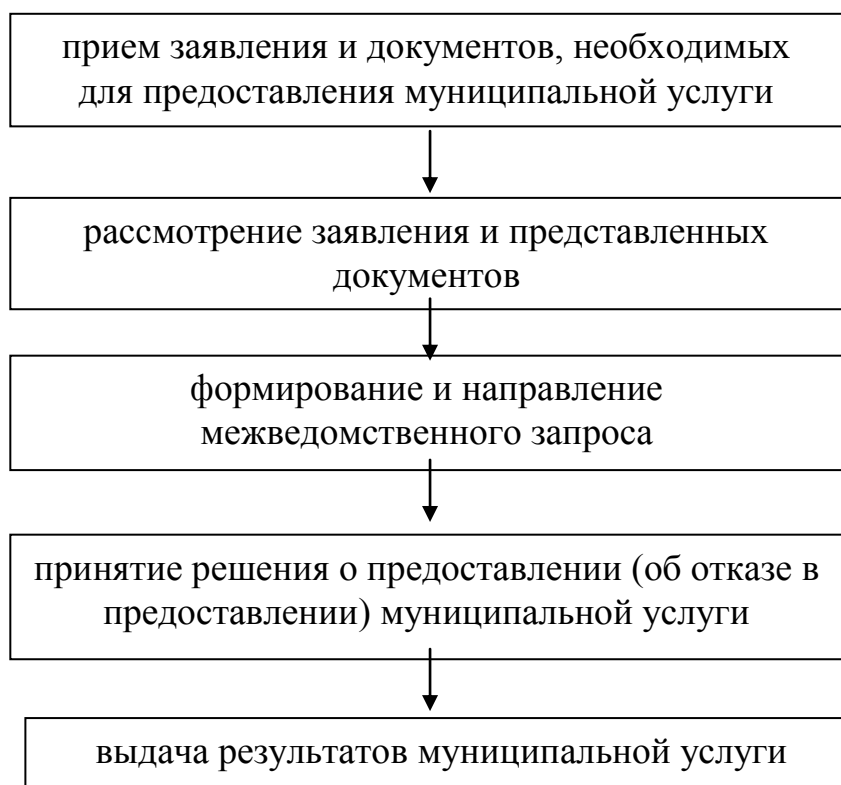 прием заявления и документов, необходимых
для предоставления муниципальной услуги
рассмотрение заявления и представленных
документов
формирование и направление
межведомственного запроса
принятие решения о предоставлении (об отказе в
предоставлении) муниципальной услуги
выдача результатов муниципальной услуги